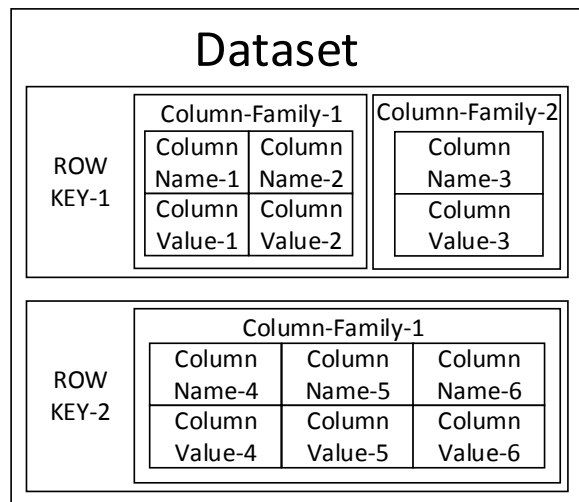 Dataset
ROW
KEY-1
Column-Family-1
Column
Name-1
Column
Name-2
Column
Value-1
Column
Value-2
Column-Family-2
Column
Name-3
Column
Value-3
ROW
KEY-2
Column-Family-1
Column
Name-4
Column
Name-5
Column
Name-6
Column
Value-4
Column
Value-5
Column
Value-6